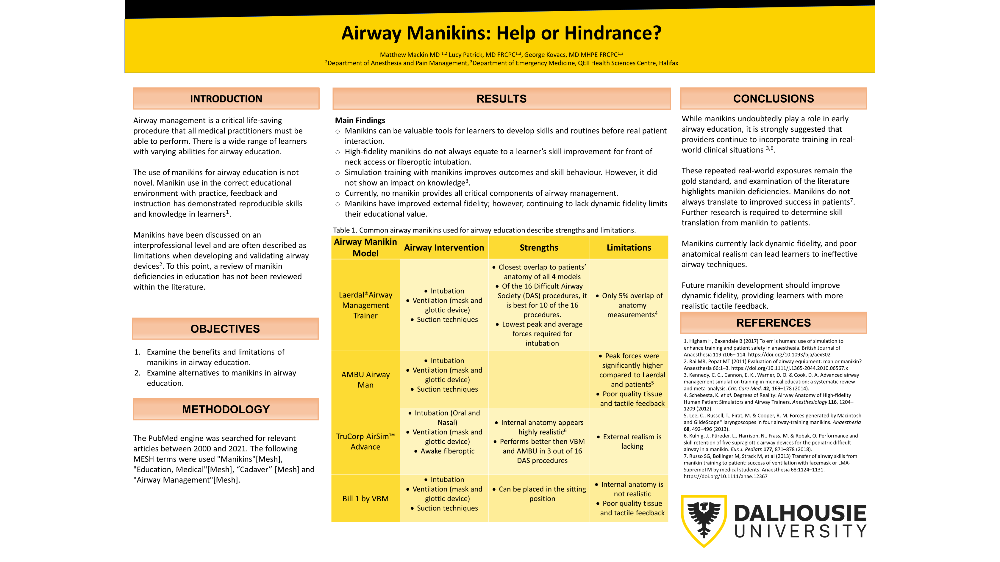 Airway Manikins: Help or Hindrance?
Matthew Mackin MD 1,2 Lucy Patrick, MD FRCPC1,3, George Kovacs, MD MHPE FRCPC1,3
2Department of Anesthesia and Pain Management, 3Department of Emergency Medicine, QEII Health Sciences Centre, Halifax
INTRODUCTION
Airway management is a critical life-saving
procedure that all medical practitioners must be
able to perform. There is a wide range of learners
with varying abilities for airway education.
The use of manikins for airway education is not
novel. Manikin use in the correct educational
environment with practice, feedback and
instruction has demonstrated reproducible skills
and knowledge in learners1.
Manikins have been discussed on an
interprofessional level and are often described as
limitations when developing and validating airway
devices2. To this point, a review of manikin
deficiencies in education has not been reviewed
within the literature.
OBJECTIVES
1. Examine the benefits and limitations of
manikins in airway education.
2. Examine alternatives to manikins in airway
education.
METHODOLOGY
The PubMed engine was searched for relevant
articles between 2000 and 2021. The following
MESH terms were used "Manikins"[Mesh],
"Education, Medical"[Mesh], “Cadaver” [Mesh] and
"Airway Management"[Mesh].
RESULTS
Main Findings
o Manikins can be valuable tools for learners to develop skills and routines before real patient
interaction.
o High-fidelity manikins do not always equate to a learner’s skill improvement for front of
neck access or fiberoptic intubation.
o Simulation training with manikins improves outcomes and skill behaviour. However, it did
not show an impact on knowledge3.
o Currently, no manikin provides all critical components of airway management.
o Manikins have improved external fidelity; however, continuing to lack dynamic fidelity limits
their educational value.
Table 1. Common airway manikins used for airway education describe strengths and limitations.
Airway Manikin
Model
Airway Intervention
Strengths
Limitations
Laerdal®Airway
Management
Trainer
• Intubation
• Ventilation (mask and
glottic device)
• Suction techniques
• Closest overlap to patients’
anatomy of all 4 models
• Of the 16 Difficult Airway
Society (DAS) procedures, it
is best for 10 of the 16
procedures.
• Lowest peak and average
forces required for
intubation
• Only 5% overlap of
anatomy
measurements4
AMBU Airway
Man
• Intubation
• Ventilation (mask and
glottic device)
• Suction techniques
• Peak forces were
significantly higher
compared to Laerdal
and patients5
• Poor quality tissue
and tactile feedback
TruCorp AirSim™
Advance
• Intubation (Oral and
Nasal)
• Ventilation (mask and
glottic device)
• Awake fiberoptic
• Internal anatomy appears
highly realistic6
• Performs better then VBM
and AMBU in 3 out of 16
DAS procedures
• External realism is
lacking
Bill 1 by VBM
• Intubation
• Ventilation (mask and
glottic device)
• Suction techniques
• Can be placed in the sitting
position
• Internal anatomy is
not realistic
• Poor quality tissue
and tactile feedback
CONCLUSIONS
While manikins undoubtedly play a role in early
airway education, it is strongly suggested that
providers continue to incorporate training in real-
world clinical situations 3,6.
These repeated real-world exposures remain the
gold standard, and examination of the literature
highlights manikin deficiencies. Manikins do not
always translate to improved success in patients7.
Further research is required to determine skill
translation from manikin to patients.
Manikins currently lack dynamic fidelity, and poor
anatomical realism can lead learners to ineffective
airway techniques.
Future manikin development should improve
dynamic fidelity, providing learners with more
realistic tactile feedback.
REFERENCES
1. Higham H, Baxendale B (2017) To err is human: use of simulation to
enhance training and patient safety in anaesthesia. British Journal of
Anaesthesia 119:i106–i114. https://doi.org/10.1093/bja/aex302
2. Rai MR, Popat MT (2011) Evaluation of airway equipment: man or manikin?
Anaesthesia 66:1–3. https://doi.org/10.1111/j.1365-2044.2010.06567.x
3. Kennedy, C. C., Cannon, E. K., Warner, D. O. & Cook, D. A. Advanced airway
management simulation training in medical education: a systematic review
and meta-analysis. Crit. Care Med. 42, 169–178 (2014).
4. Schebesta, K. et al. Degrees of Reality: Airway Anatomy of High-fidelity
Human Patient Simulators and Airway Trainers. Anesthesiology 116, 1204–
1209 (2012).
5. Lee, C., Russell, T., Firat, M. & Cooper, R. M. Forces generated by Macintosh
and GlideScope® laryngoscopes in four airway-training manikins. Anaesthesia
68, 492–496 (2013).
6. Kulnig, J., Füreder, L., Harrison, N., Frass, M. & Robak, O. Performance and
skill retention of five supraglottic airway devices for the pediatric difficult
airway in a manikin. Eur. J. Pediatr. 177, 871–878 (2018).
7. Russo SG, Bollinger M, Strack M, et al (2013) Transfer of airway skills from
manikin training to patient: success of ventilation with facemask or LMA-
SupremeTM by medical students. Anaesthesia 68:1124–1131.
https://doi.org/10.1111/anae.12367
DALHOUSIE
UNIVERSITY